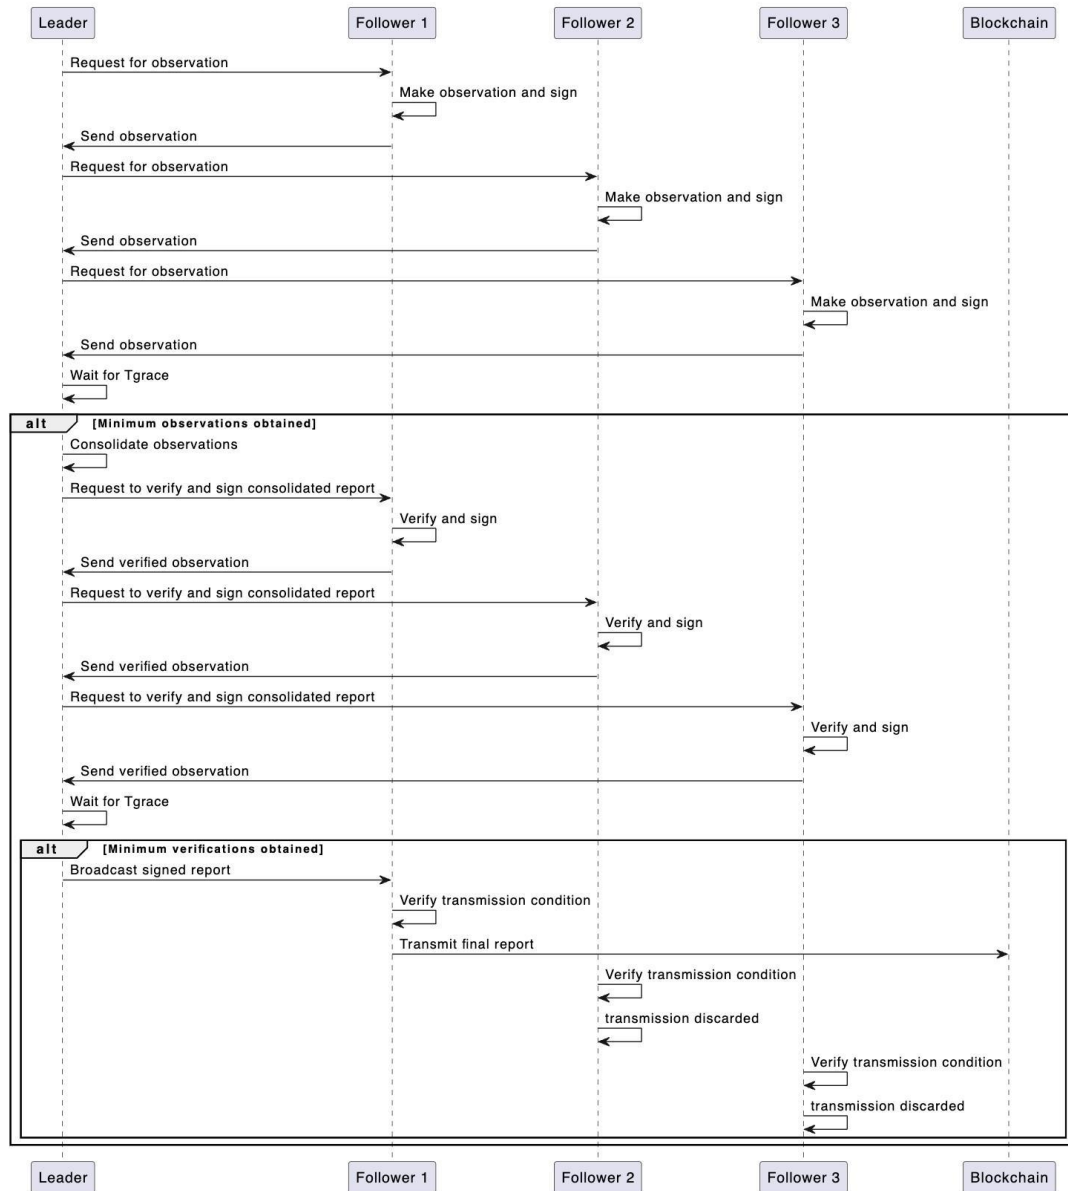 Leader Follower 1 Follower 2 Follower 3 Blockchain
Request for observation
Make observation and sign
Send observation
Request for observation
Make observation and sign
Send observation
Request for observation
Make observation and sign
Send observation
Wait for Tgrace
alt [Minimum observations obtained]
Consolidate observations
Request to verify and sign consolidated report
Verify and sign
Send verified observation
Request to verify and sign consolidated report
Verify and sign
Send verified observation
Request to verify and sign consolidated report
Verify and sign
Send verified observation
Wait for Tgrace
alt [Minimum verifications obtained]
Broadcast signed report
Verify transmission condition
Transmit final report
Verify transmission condition
transmission discarded
Verify transmission condition
transmission discarded
Leader Follower 1 Follower 2 Follower 3 Blockchain